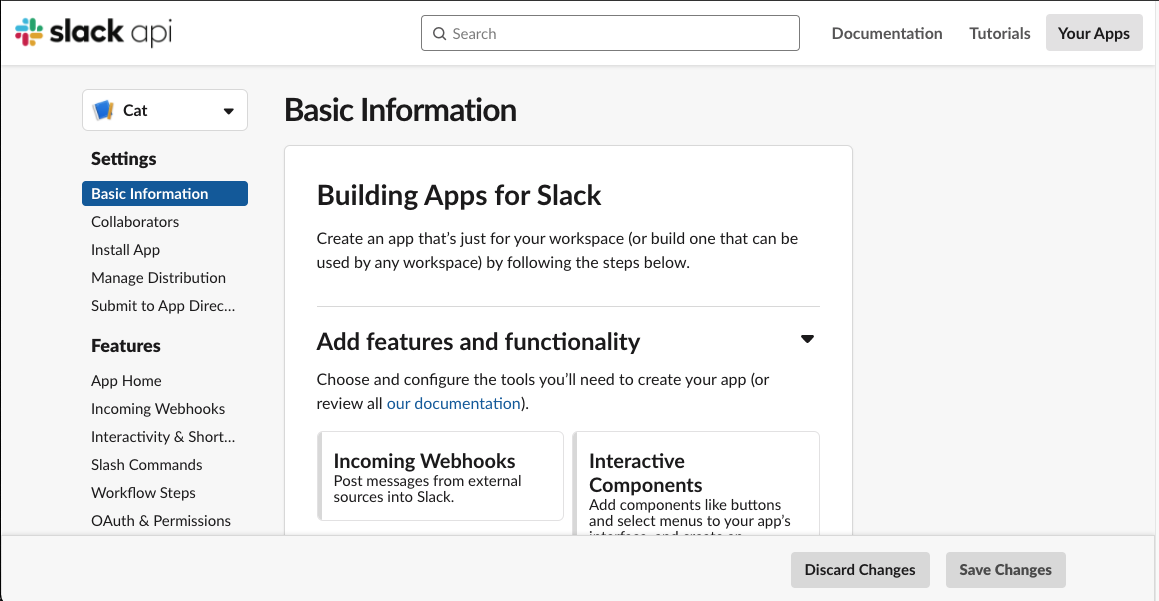 slack api
Search
Documentation
Tutorials
Your Apps
Cat
Settings
Basic Information
Collaborators
Install App
Manage Distribution
Submit to App Direc...
Features
App Home
Incoming Webhooks
Interactivity & Short...
Slash Commands
Workflow Steps
OAuth & Permissions
Basic Information
Building Apps for Slack
Create an app that’s just for your workspace (or build one that can be
used by any workspace) by following the steps below.
Add features and functionality
Choose and configure the tools you’ll need to create your app (or
review all our documentation).
Incoming Webhooks
Post messages from external
sources into Slack.
Interactive
Components
Add components like buttons
and select menus to your app’s
interface, and create an
Discard Changes
Save Changes